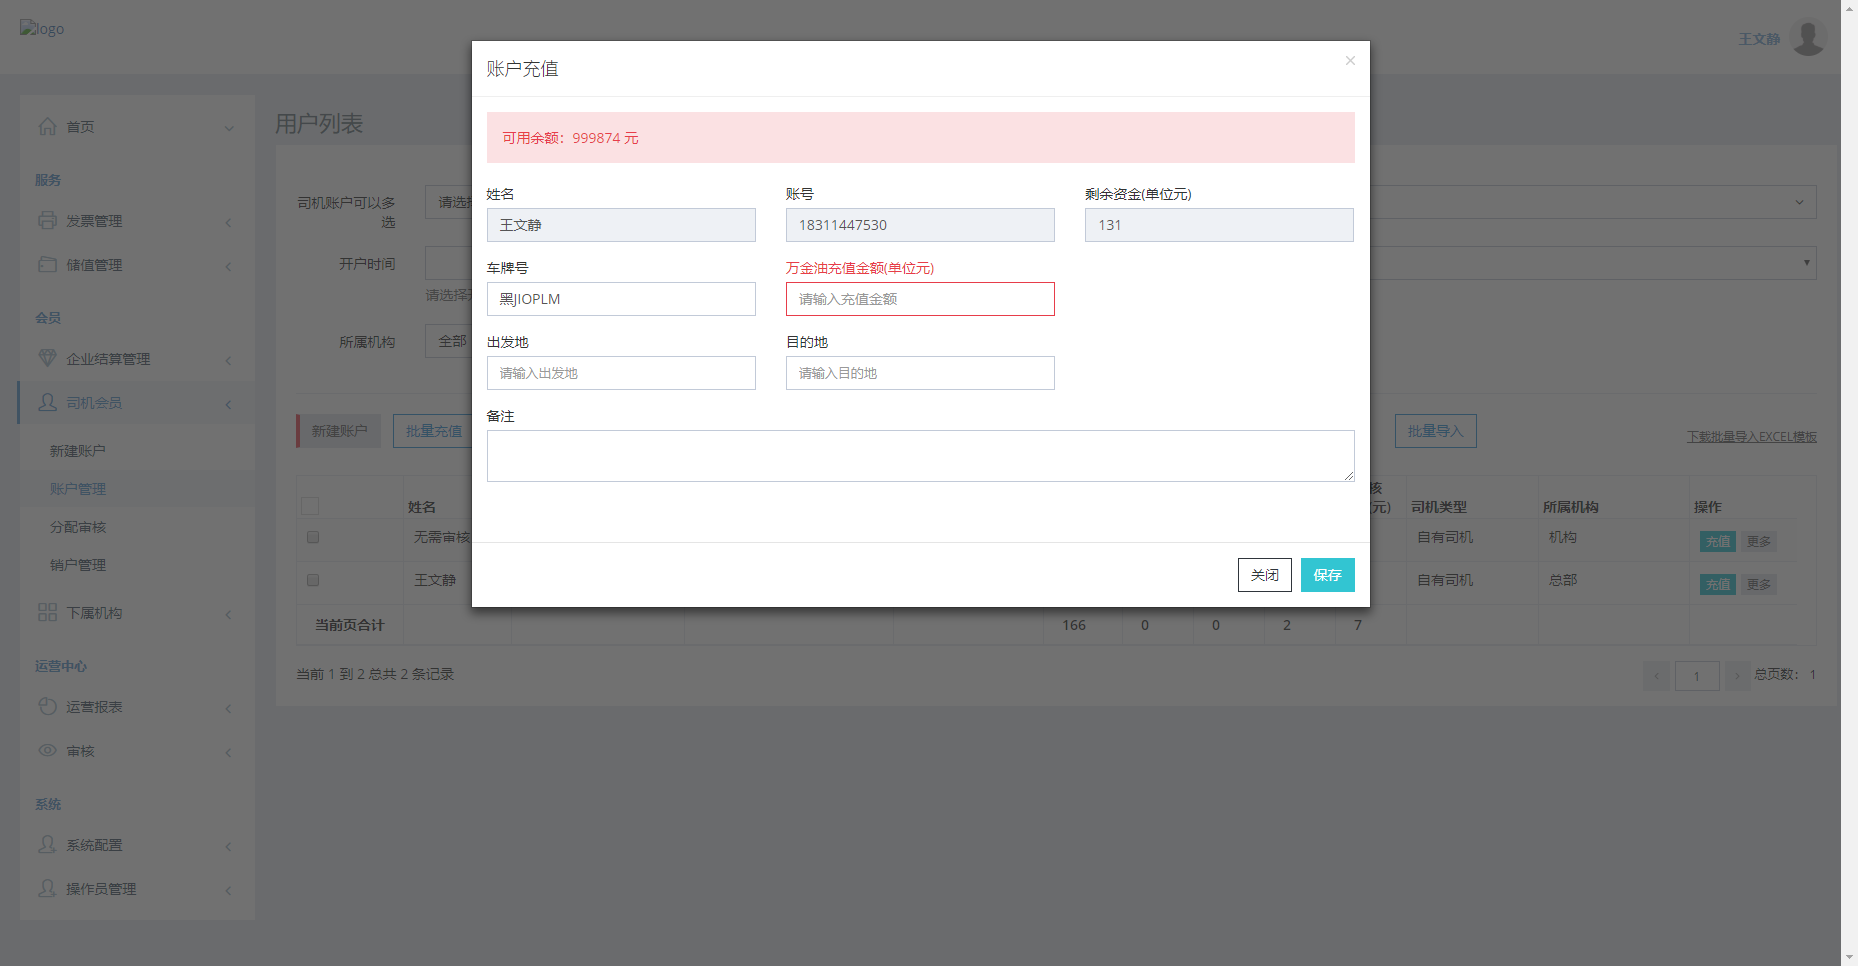 logo
王文静
首页
服务
发票管理
储值管理
会员
企业结算管理
司机会员
新建账户
账户管理
分配审核
销户管理
下属机构
运营中心
运营报表
审核
系统
系统配置
操作员管理
用户列表
司机账户可以多选
请选
开户时间
请选择
所属机构
全部
新建账户
批量充值
批量导入
下载批量导入EXCEL模板
姓名
核
元)
司机类型
所属机构
操作
无需审核
自有司机
机构
充值
更多
王文静
自有司机
总部
充值
更多
当前页合计
166
0
0
2
7
当前 1 到 2 总共 2 条记录
1
总页数: 1
账户充值
×
可用余额: 999874 元
姓名
账号
剩余资金(单位元)
王文静
18311447530
131
车牌号
万金油充值金额(单位元)
黑JIOPLM
请输入充值金额
出发地
目的地
请输入出发地
请输入目的地
备注
关闭
保存